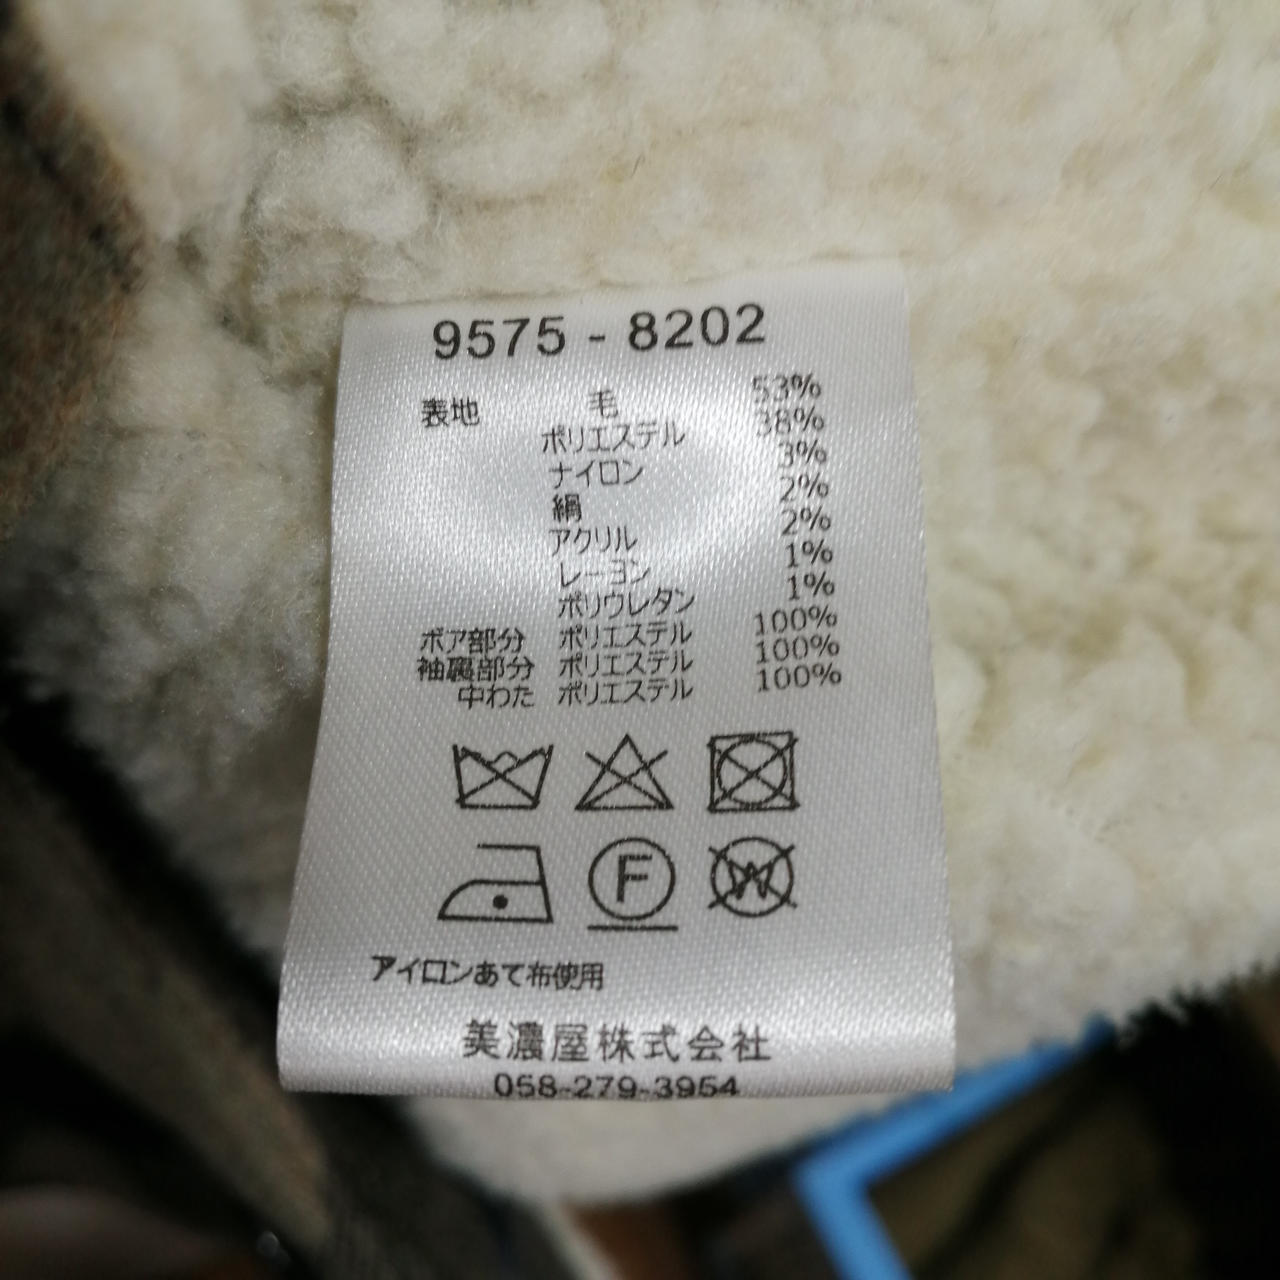 9575 - 8202
表地 毛 53%
ポリエステル 38%
ナイロン 3%
絹 2%
アクリル 2%
レーヨン 1%
ポリウレタン 1%
ボア部分 ポリエステル 100%
袖裏部分 ポリエステル 100%
中わた ポリエステル 100%
F W
アイロンあて布使用
美濃屋株式会社
058-279-3954